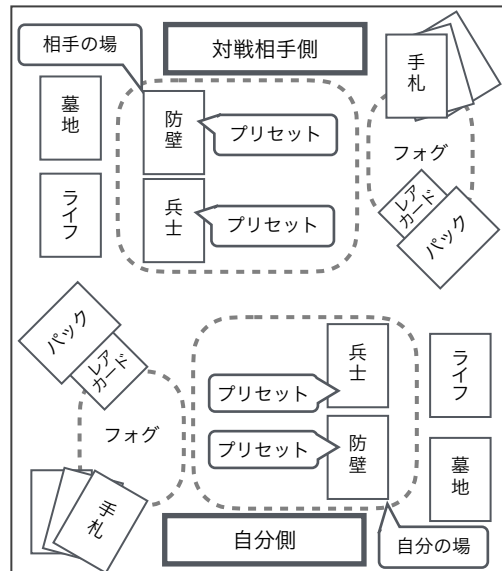 相手の場
対戦相手側
手札
墓地
防壁
プリセット
フォグ
ライフ
兵士
プリセット
レア
カード
パック
パック
レア
カード
兵士
ライフ
プリセット
フォグ
プリセット
防壁
墓地
手札
自分側
自分の場